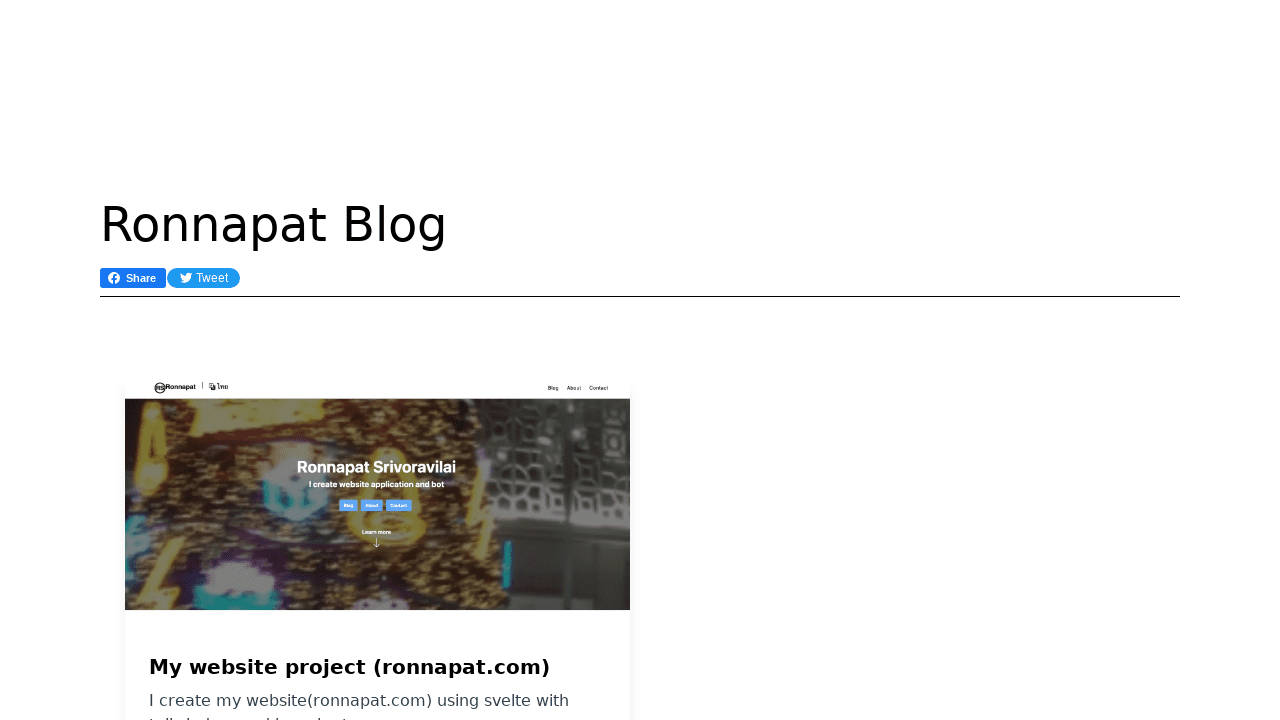 Ronnapat Blog
Share
Tweet
Ronnapat | ไทย
Blog About Contact
Ronnapat Srivoravilai
I create website application and bot
Blog About Contact
Learn more
My website project (ronnapat.com)
I create my website(ronnapat.com) using svelte with